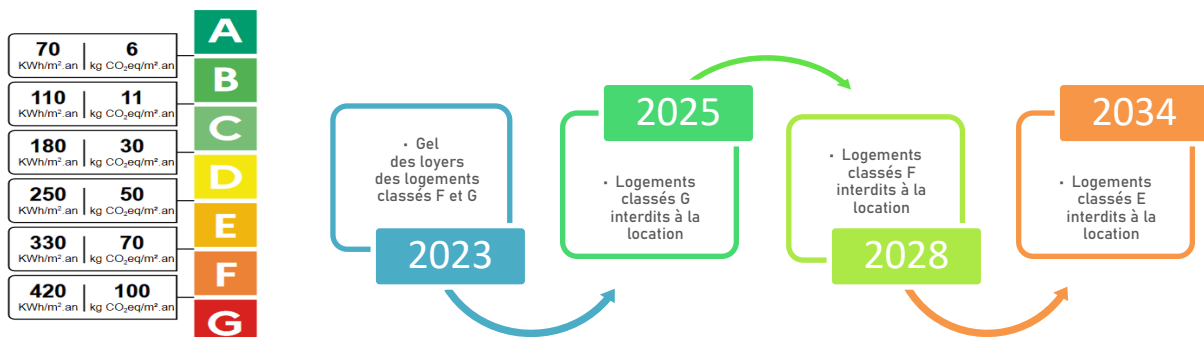 A
70 | 6
KWh/m².an | kg CO₂eq/m².an
B
110 | 11
KWh/m².an | kg CO₂eq/m².an
C
180 | 30
KWh/m².an | kg CO₂eq/m².an
D
250 | 50
KWh/m².an | kg CO₂eq/m².an
E
330 | 70
KWh/m².an | kg CO₂eq/m².an
F
420 | 100
KWh/m².an | kg CO₂eq/m².an
G
• Gel
des loyers
des logements
classés F et G
2023
2025
• Logements
classés G
interdits à la
location
• Logements
classés F
interdits à la
location
2028
2034
• Logements
classés E
interdits à la
location